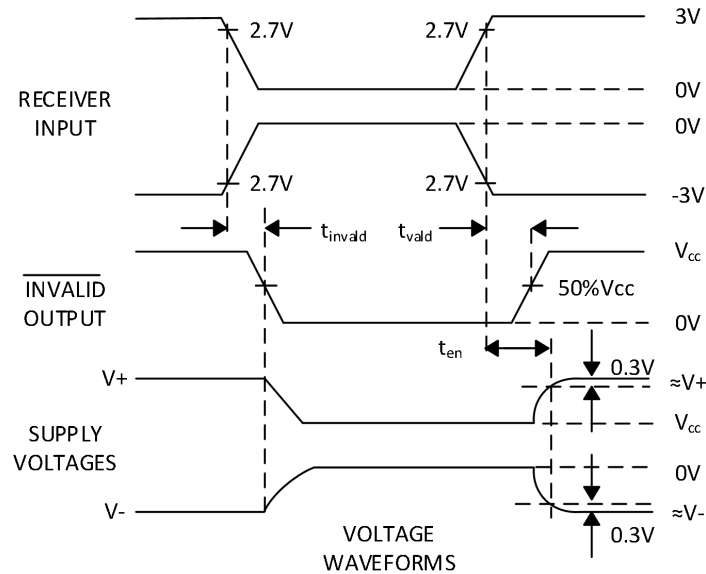 3V
2.7V 2.7V
RECEIVER
INPUT
0V
0V
2.7V 2.7V
-3V
tinvald tvald
Vcc
INVALID
OUTPUT
50%Vcc
0V
ten
0.3V
V+
≈V+
SUPPLY
VOLTAGES
Vcc
0V
V-
≈V-
0.3V
VOLTAGE
WAVEFORMS